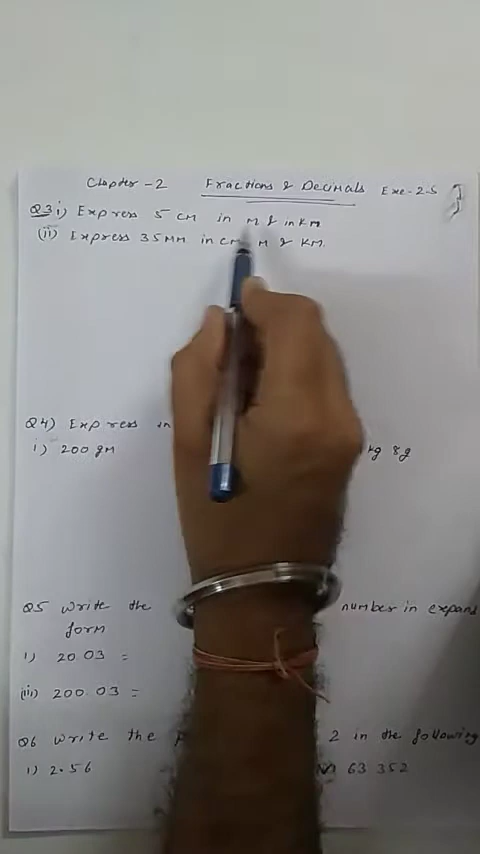 Chapter - 2 Fractions & Decimals Exe - 2.5
Q3 i) Express 5 CM in M & in KM
(ii) Express 35 MM in CM M & KM.
Q4) Express in
i) 200 gM kg 8g
Q5 Write the number in expand
form
i) 20.03 =
(iii) 200.03 =
Q6 Write the 2 in the following
i) 2.56 63.352